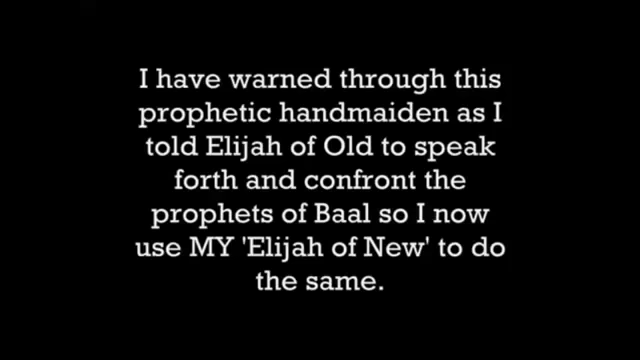 I have warned through this
prophetic handmaiden as I
told Elijah of Old to speak
forth and confront the
prophets of Baal so I now
use MY 'Elijah of New' to do
the same.